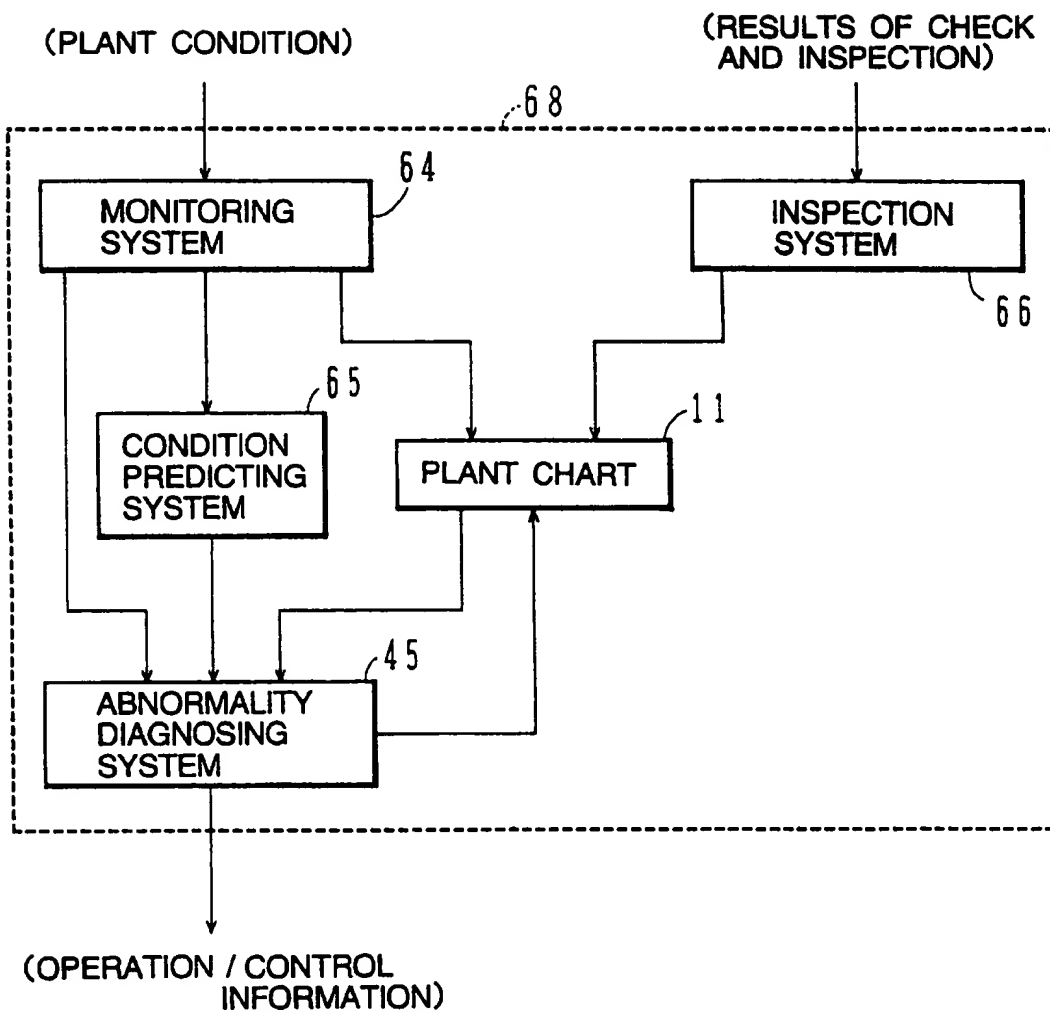 (PLANT CONDITION)
(RESULTS OF CHECK
AND INSPECTION)
68
64
MONITORING
SYSTEM
INSPECTION
SYSTEM
66
65
CONDITION
PREDICTING
SYSTEM
11
PLANT CHART
45
ABNORMALITY
DIAGNOSING
SYSTEM
(OPERATION / CONTROL
INFORMATION)